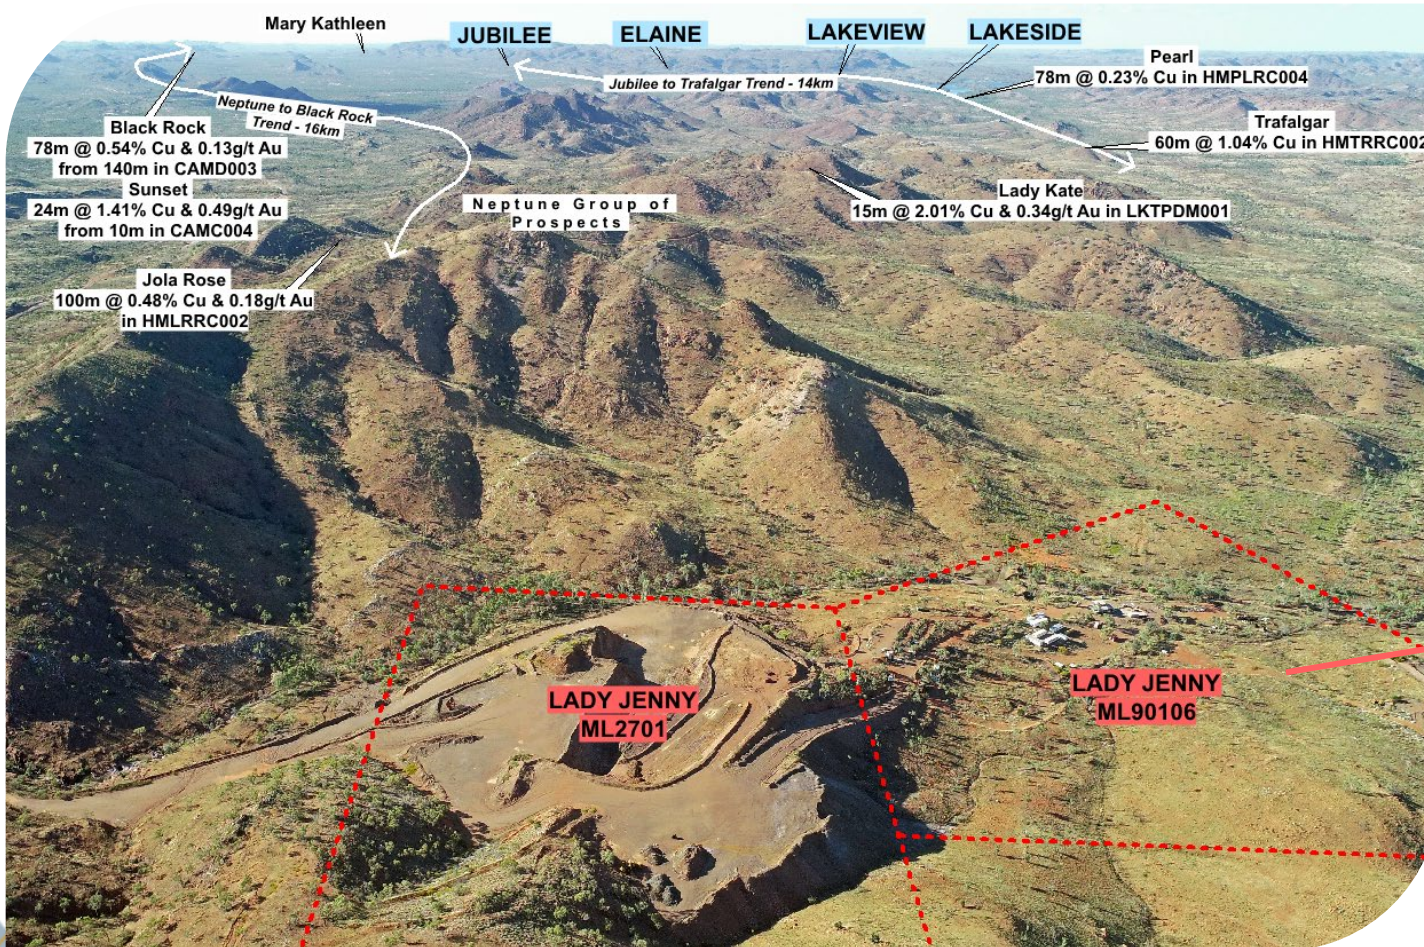 Mary Kathleen
JUBILEE
ELAINE
LAKEVIEW
LAKESIDE
Pearl
78m @ 0.23% Cu in HMPLRC004
Jubilee to Trafalgar Trend - 14km
Neptune to Black Rock
Trend - 16km
Trafalgar
60m @ 1.04% Cu in HMTRRC002
Black Rock
78m @ 0.54% Cu & 0.13g/t Au
from 140m in CAMD003
Sunset
24m @ 1.41% Cu & 0.49g/t Au
from 10m in CAMC004
Neptune Group of
Prospects
Lady Kate
15m @ 2.01% Cu & 0.34g/t Au in LKTPDM001
Jola Rose
100m @ 0.48% Cu & 0.18g/t Au
in HMLRRC002
LADY JENNY
ML2701
LADY JENNY
ML90106